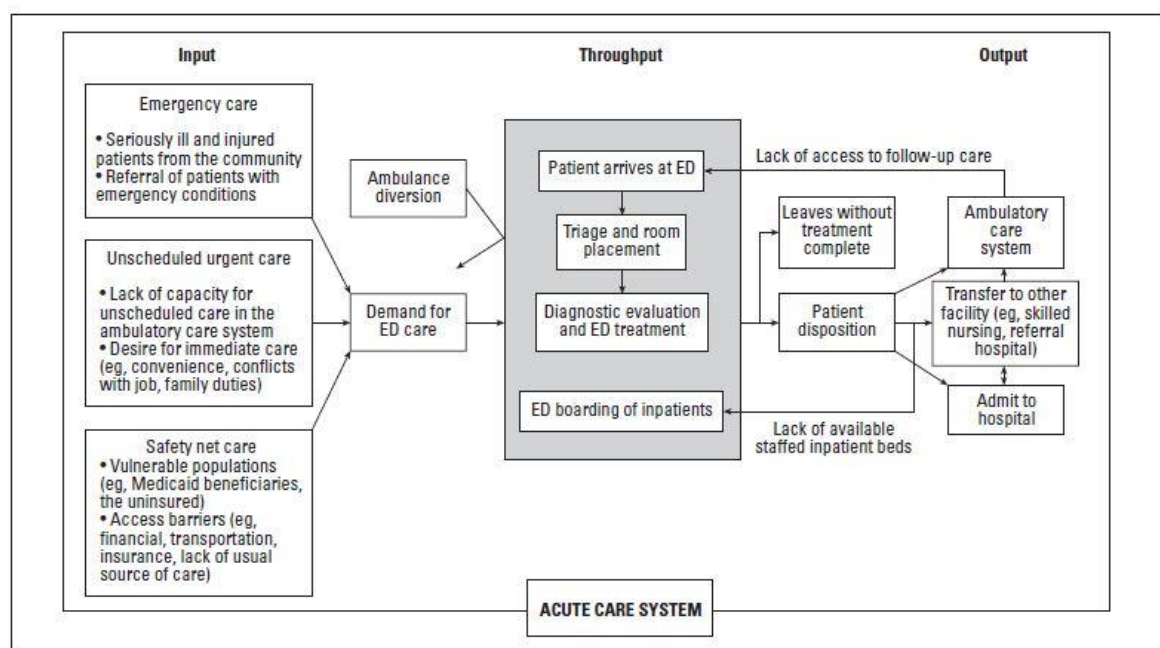 Input
Throughput
Output
Emergency care
• Seriously ill and injured
patients from the community
• Referral of patients with
emergency conditions
Unscheduled urgent care
• Lack of capacity for
unscheduled care in the
ambulatory care system
• Desire for immediate care
(eg, convenience, conflicts
with job, family duties)
Safety net care
• Vulnerable populations
(eg, Medicaid beneficiaries,
the uninsured)
• Access barriers (eg,
financial, transportation,
insurance, lack of usual
source of care)
Ambulance
diversion
Demand for
ED care
Patient arrives at ED
Triage and room
placement
Diagnostic evaluation
and ED treatment
ED boarding of inpatients
Lack of access to follow-up care
Leaves without
treatment
complete
Patient
disposition
Lack of available
staffed inpatient beds
Ambulatory
care
system
Transfer to other
facility (eg, skilled
nursing, referral
hospital)
Admit to
hospital
ACUTE CARE SYSTEM